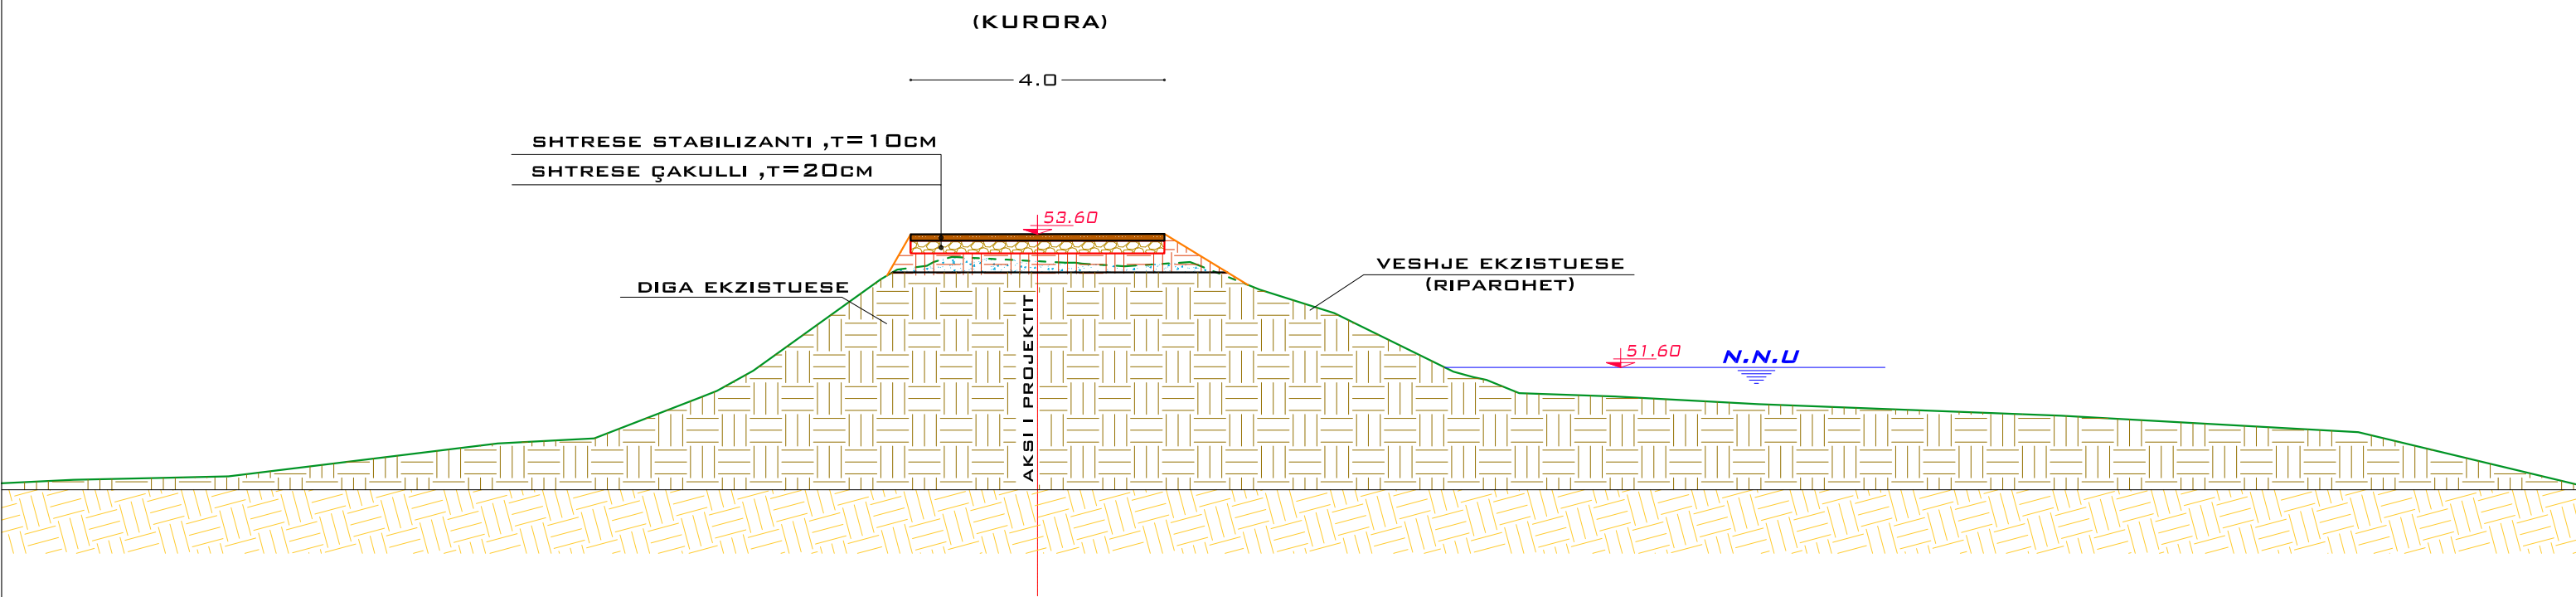 (KURORA)
4.0
SHTRESE STABILIZANTI ,T=10CM
SHTRESE ÇAKULLI ,T=20CM
53.60
VESHJE EKZISTUESE
(RIPAROHET)
DIGA EKZISTUESE
AKSI I PROJEKTIT
51.60
N.N.U